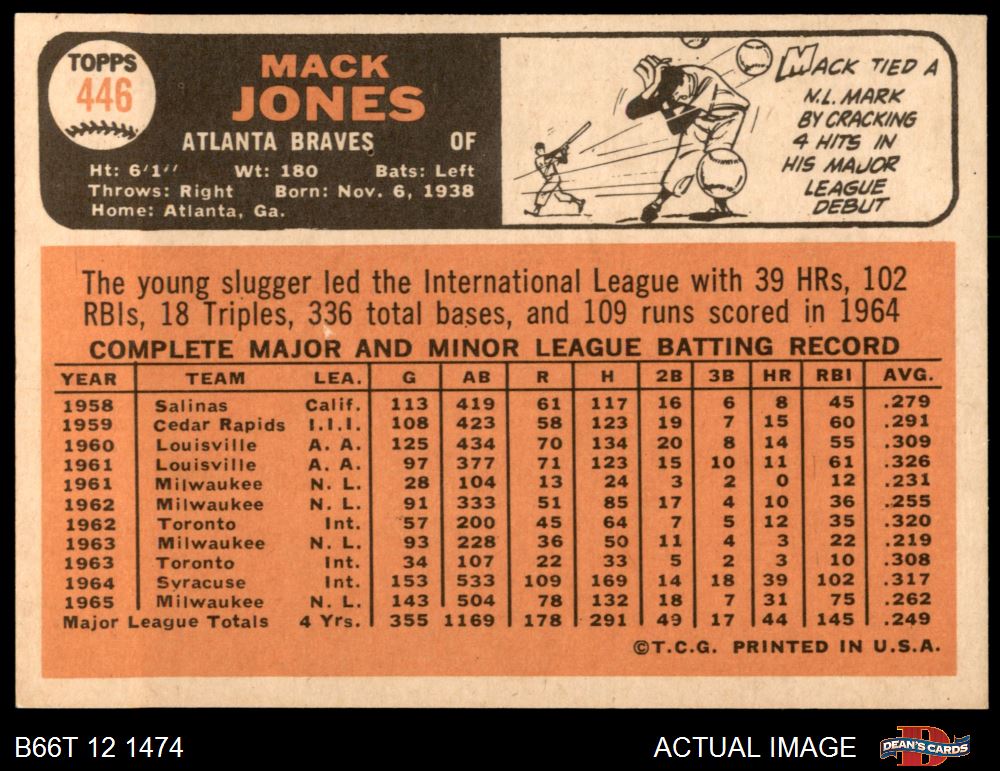 TOPPS
446
MACK
JONES
ATLANTA BRAVES OF
Ht: 6'1'' Wt: 180 Bats: Left
Throws: Right Born: Nov. 6, 1938
Home: Atlanta, Ga.
MACK TIED A
N.L. MARK
BY CRACKING
4 HITS IN
HIS MAJOR
LEAGUE
DEBUT
The young slugger led the International League with 39 HRs, 102
RBIs, 18 Triples, 336 total bases, and 109 runs scored in 1964
COMPLETE MAJOR AND MINOR LEAGUE BATTING RECORD
YEAR TEAM LEA. G AB R H 2B 3B HR RBI AVG.
1958 Salinas Calif. 113 419 61 117 16 6 8 45 .279
1959 Cedar Rapids I.I.I. 108 423 58 123 19 7 15 60 .291
1960 Louisville A. A. 125 434 70 134 20 8 14 55 .309
1961 Louisville A. A. 97 377 71 123 15 10 11 61 .326
1961 Milwaukee N. L. 28 104 13 24 3 2 0 12 .231
1962 Milwaukee N. L. 91 333 51 85 17 4 10 36 .255
1962 Toronto Int. 57 200 45 64 7 5 12 35 .320
1963 Milwaukee N. L. 93 228 36 50 11 4 3 22 .219
1963 Toronto Int. 34 107 22 33 5 2 3 10 .308
1964 Syracuse Int. 153 533 109 169 14 18 39 102 .317
1965 Milwaukee N. L. 143 504 78 132 18 7 31 75 .262
Major League Totals 4 Yrs. 355 1169 178 291 49 17 44 145 .249
©T.C.G. PRINTED IN U.S.A.
B66T 12 1474 ACTUAL IMAGE DEAN'S CARDS